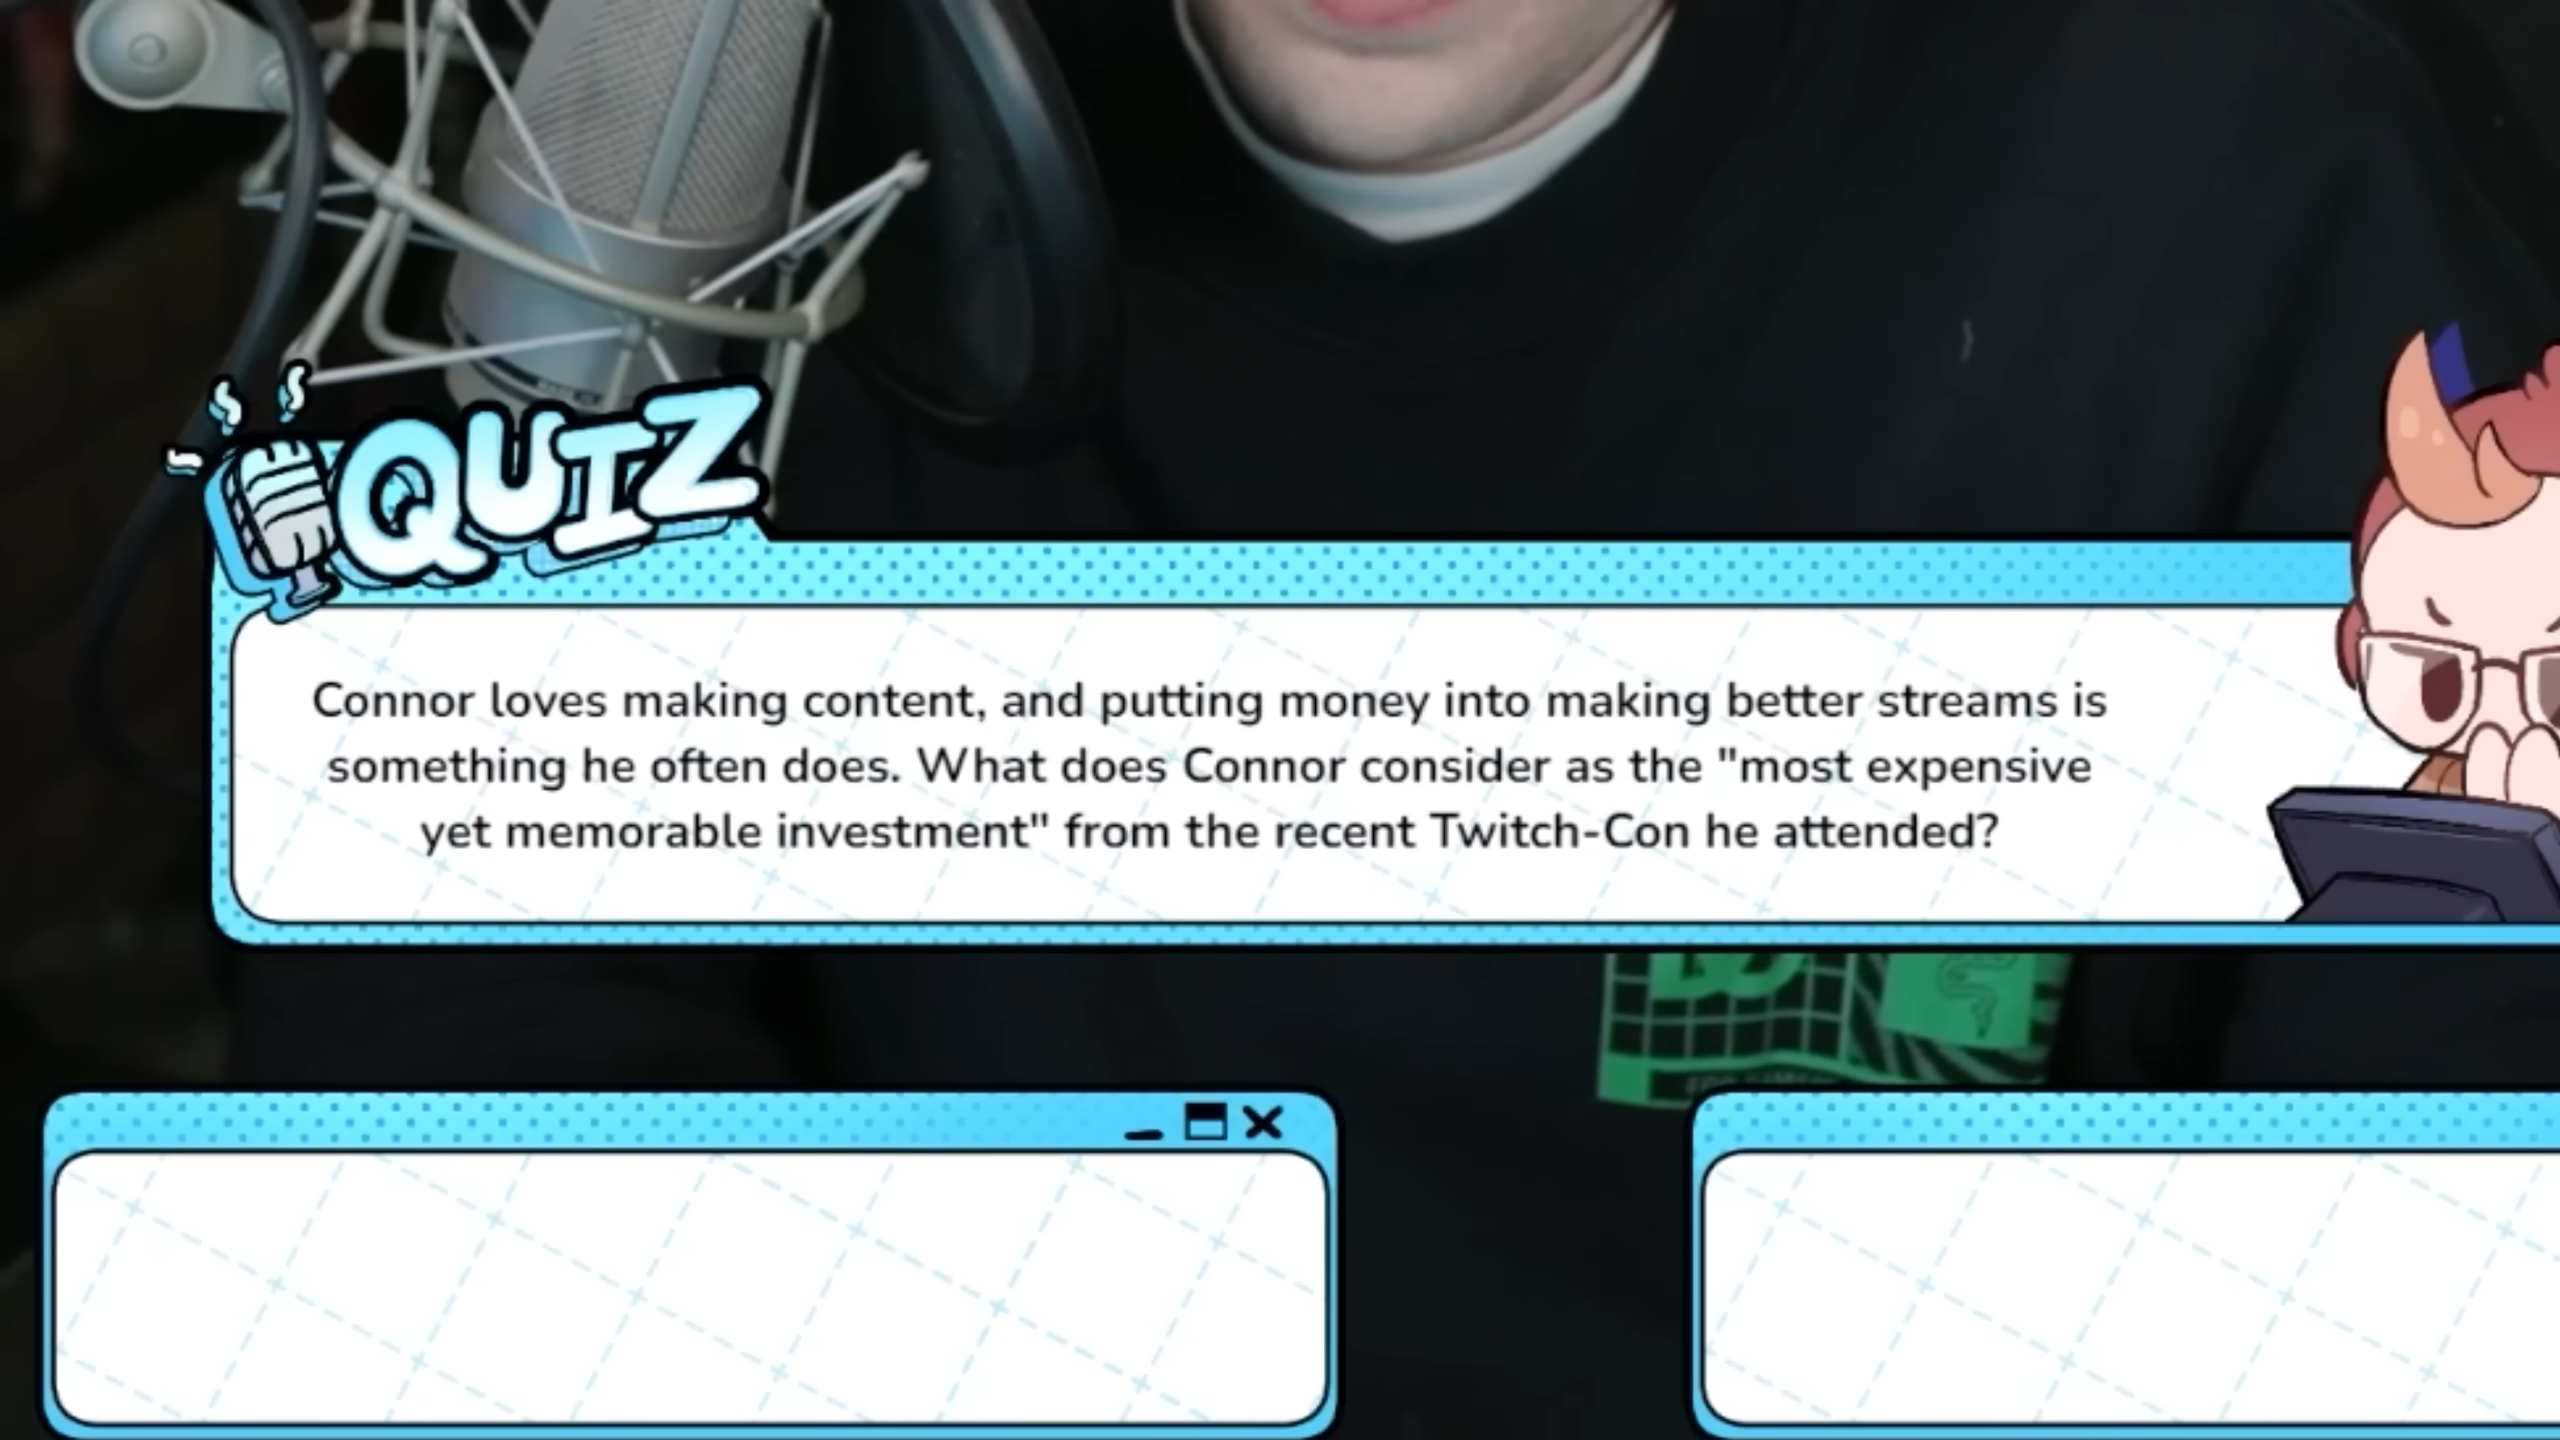 QUIZ
Connor loves making content, and putting money into making better streams is
something he often does. What does Connor consider as the "most expensive
yet memorable investment" from the recent Twitch-Con he attended?